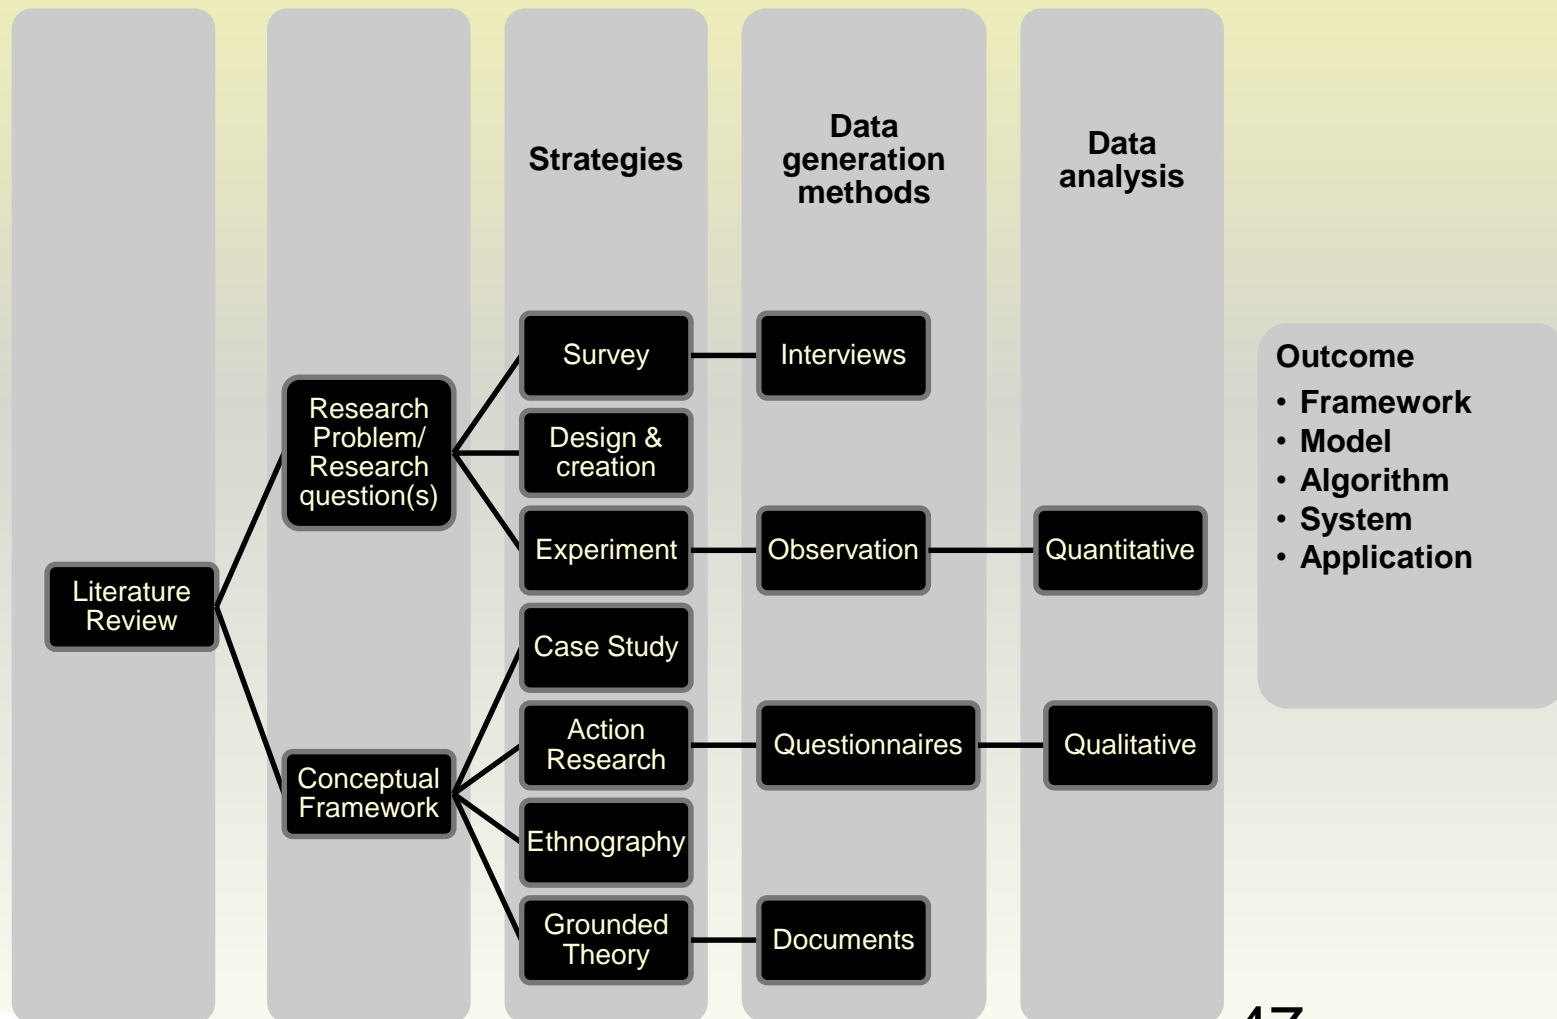 Strategies
Data
generation
methods
Data
analysis
Survey
Interviews
Research
Problem/
Research
question(s)
Design &
creation
Experiment
Observation
Quantitative
Literature
Review
Case Study
Action
Research
Questionnaires
Qualitative
Conceptual
Framework
Ethnography
Grounded
Theory
Documents
Outcome
• Framework
• Model
• Algorithm
• System
• Application
47